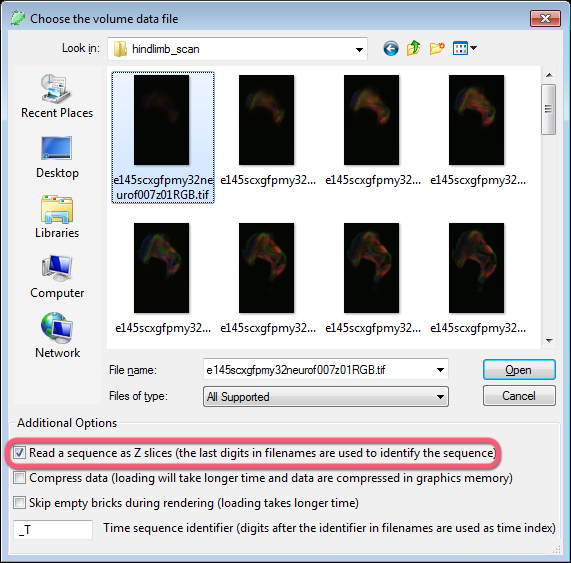 Choose the volume data file
Look in:
hindlimb_scan
Recent Places
Desktop
Libraries
Computer
Network
e145scxgfpmy32neurof007z01RGB.tif
e145scxgfpmy32...
e145scxgfpmy32...
e145scxgfpmy32...
e145scxgfpmy32...
e145scxgfpmy32...
e145scxgfpmy32...
e145scxgfpmy32...
File name:
e145scxgfpmy32neurof007z01RGB.tif
Open
Files of type:
All Supported
Cancel
Additional Options
Read a sequence as Z slices (the last digits in filenames are used to identify the sequence)
Compress data (loading will take longer time and data are compressed in graphics memory)
Skip empty bricks during rendering (loading takes longer time)
_T
Time sequence identifier (digits after the identifier in filenames are used as time index)